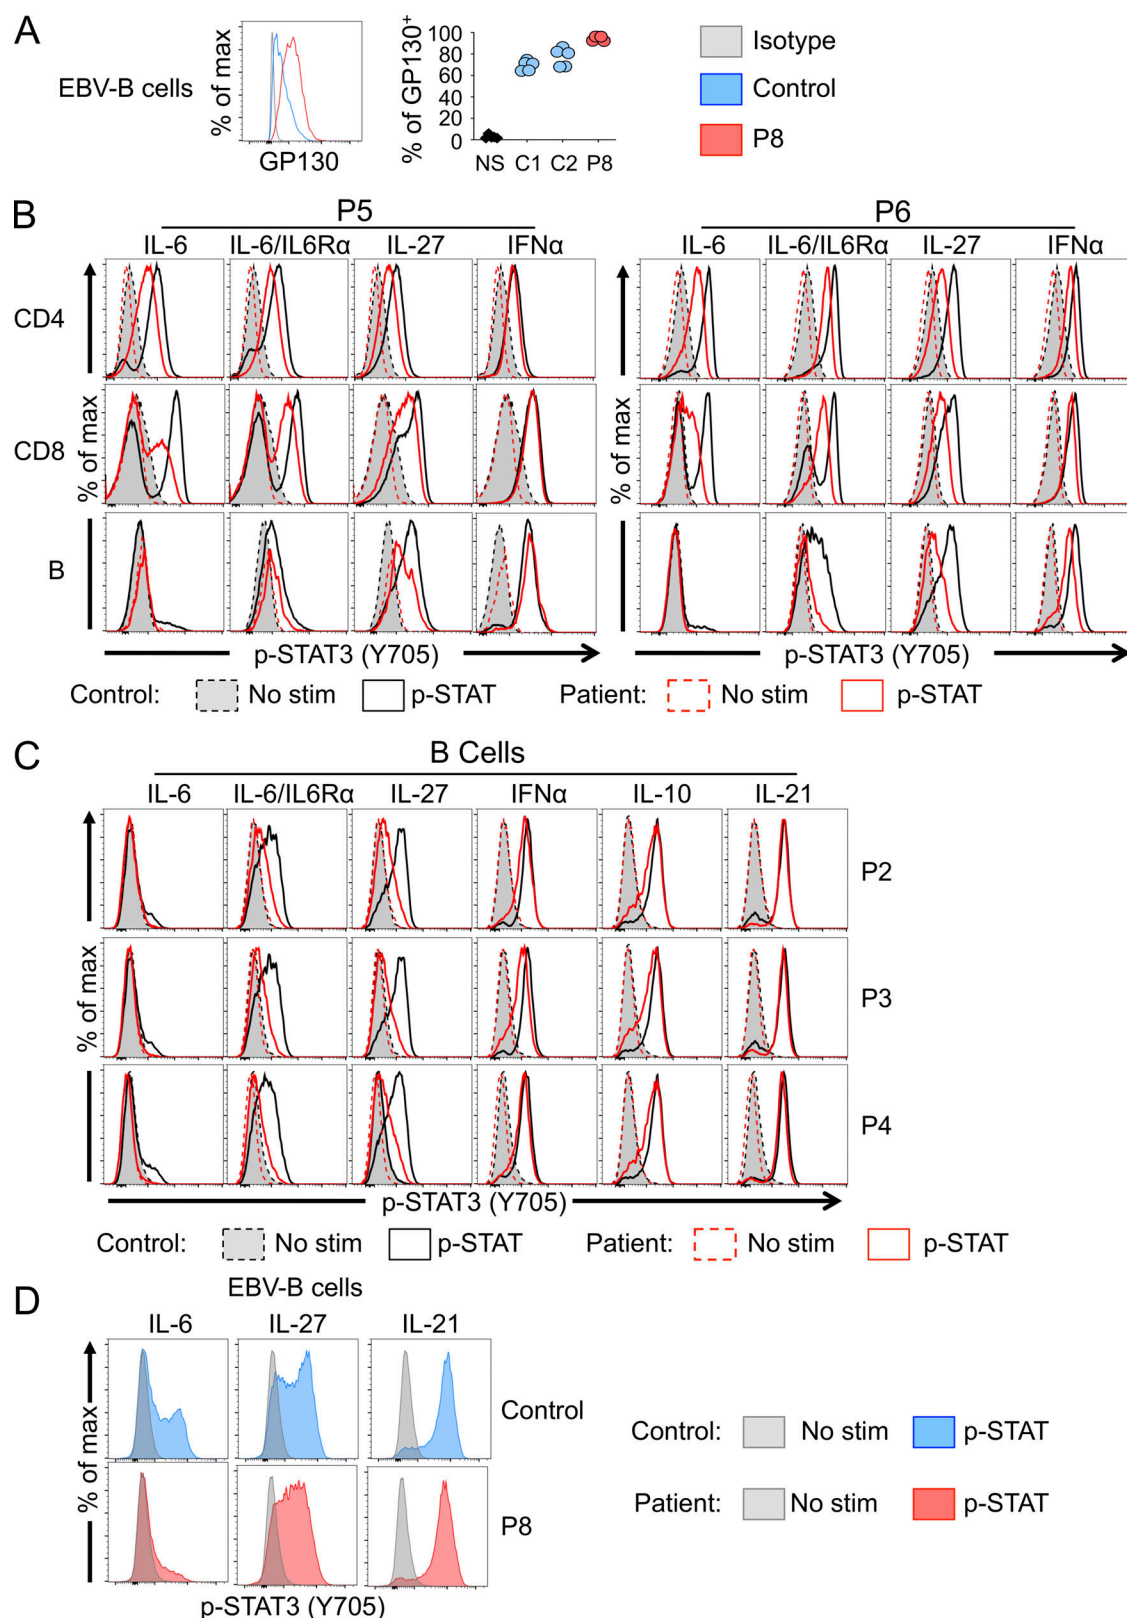 A
EBV-B cells
% of max
GP130
% of GP130⁺
100
80
60
40
20
0
NS C1 C2 P8
Isotype
Control
P8
B
P5 P6
IL-6 IL-6/IL6Rα IL-27 IFNα IL-6 IL-6/IL6Rα IL-27 IFNα
CD4
CD8
B
% of max
% of max
p-STAT3 (Y705) p-STAT3 (Y705)
Control: No stim p-STAT Patient: No stim p-STAT
C
B Cells
IL-6 IL-6/IL6Rα IL-27 IFNα IL-10 IL-21
P2
P3
P4
% of max
p-STAT3 (Y705)
Control: No stim p-STAT Patient: No stim p-STAT
D
EBV-B cells
IL-6 IL-27 IL-21
Control
P8
% of max
p-STAT3 (Y705)
Control: No stim p-STAT
Patient: No stim p-STAT